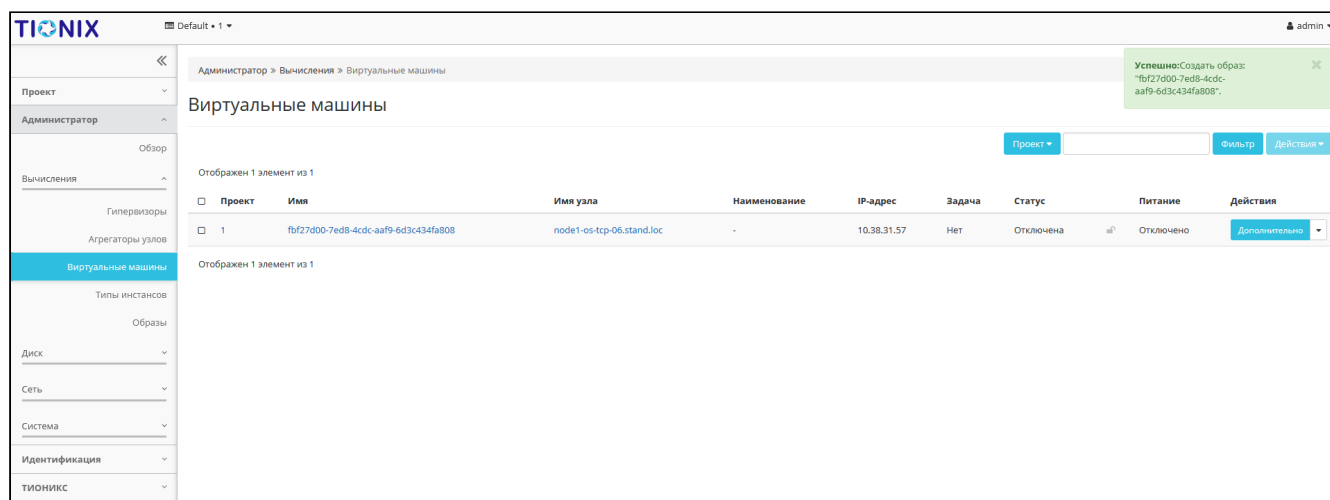 TIONIX
Default • 1
admin
Администратор » Вычисления » Виртуальные машины
Успешно:Создать образ:
"fbf27d00-7ed8-4cdc-
aaf9-6d3c434fa808".
Проект
Администратор
Обзор
Вычисления
Гипервизоры
Агрегаторы узлов
Виртуальные машины
Типы инстансов
Образы
Диск
Сеть
Система
Идентификация
ТИОНИКС
Виртуальные машины
Проект
Фильтр
Действия
Отображен 1 элемент из 1
Проект Имя Имя узла Наименование IP-адрес Задача Статус Питание Действия
1 fbf27d00-7ed8-4cdc-aaf9-6d3c434fa808 node1-os-tcp-06.stand.loc - 10.38.31.57 Нет Отключена Отключено Дополнительно
Отображен 1 элемент из 1